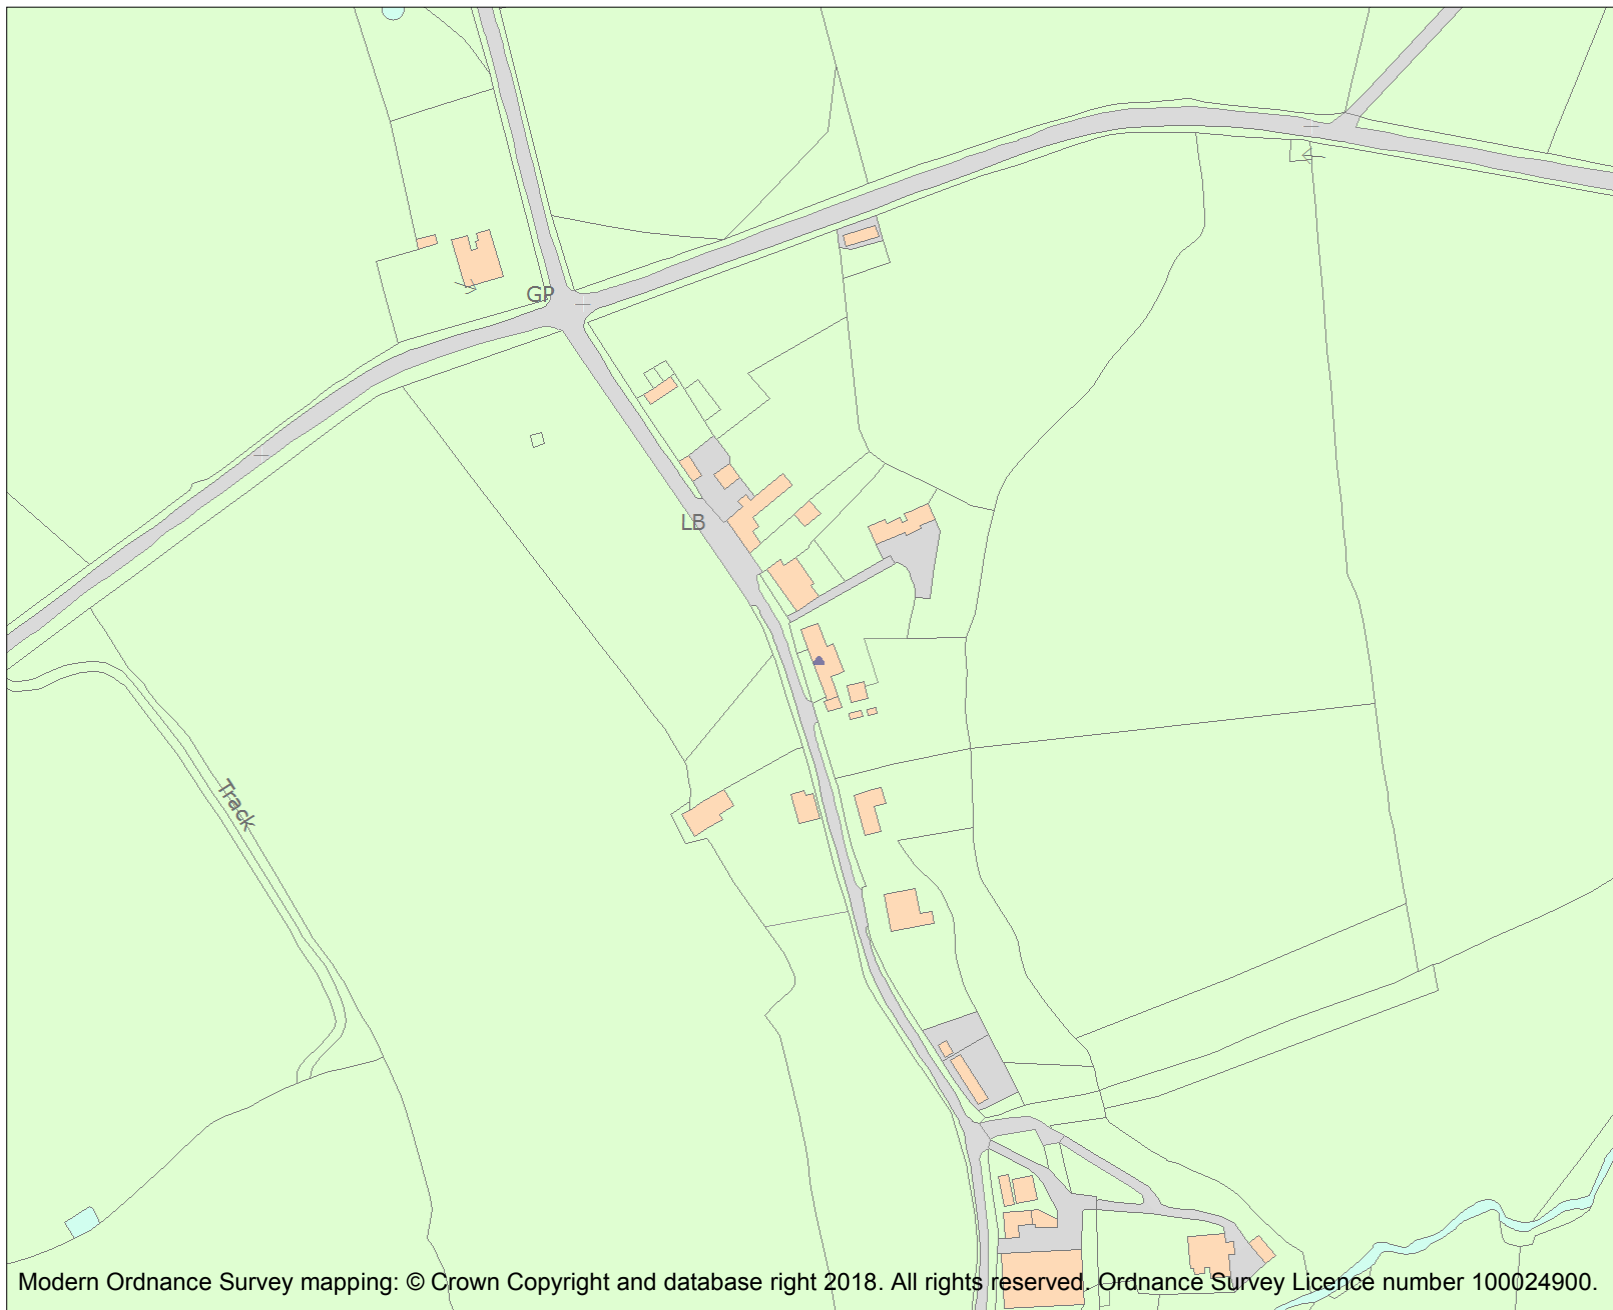 GP
LB
Track
Modern Ordnance Survey mapping: © Crown Copyright and database right 2018. All rights reserved. Ordnance Survey Licence number 100024900.